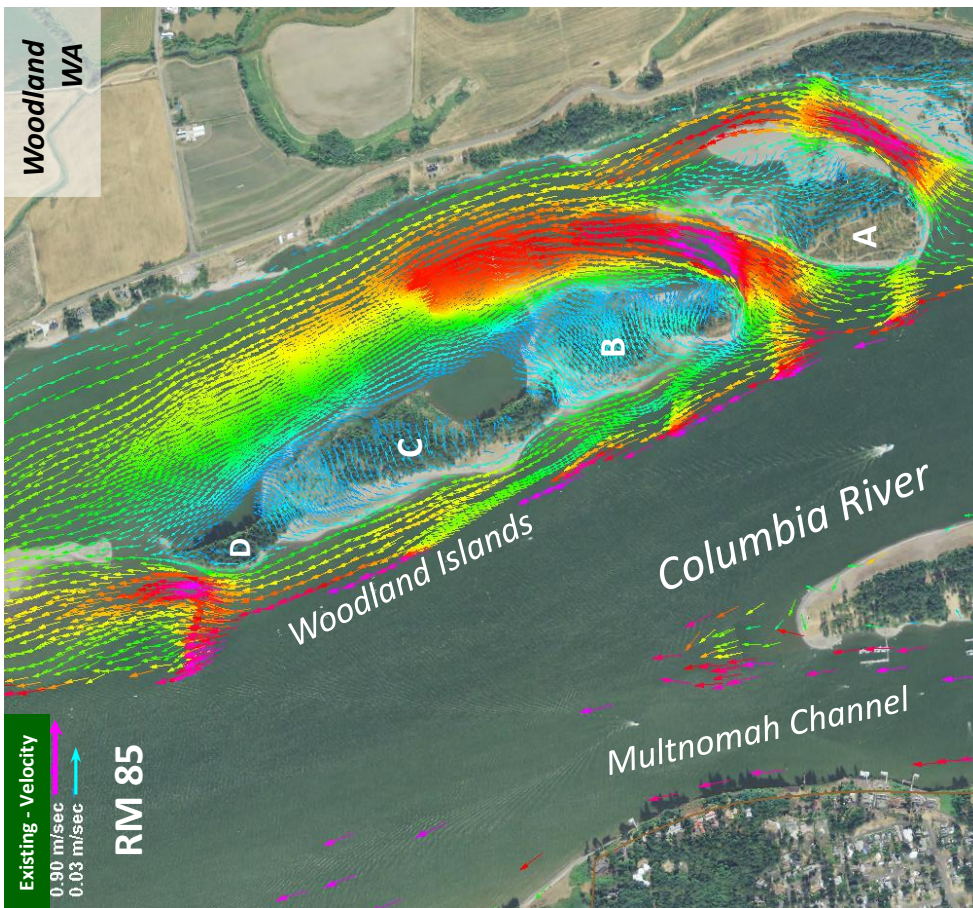 Woodland
WA
A
B
C
D
Woodland Islands
Columbia River
Multnomah Channel
Existing - Velocity
0.90 m/sec
0.03 m/sec
RM 85